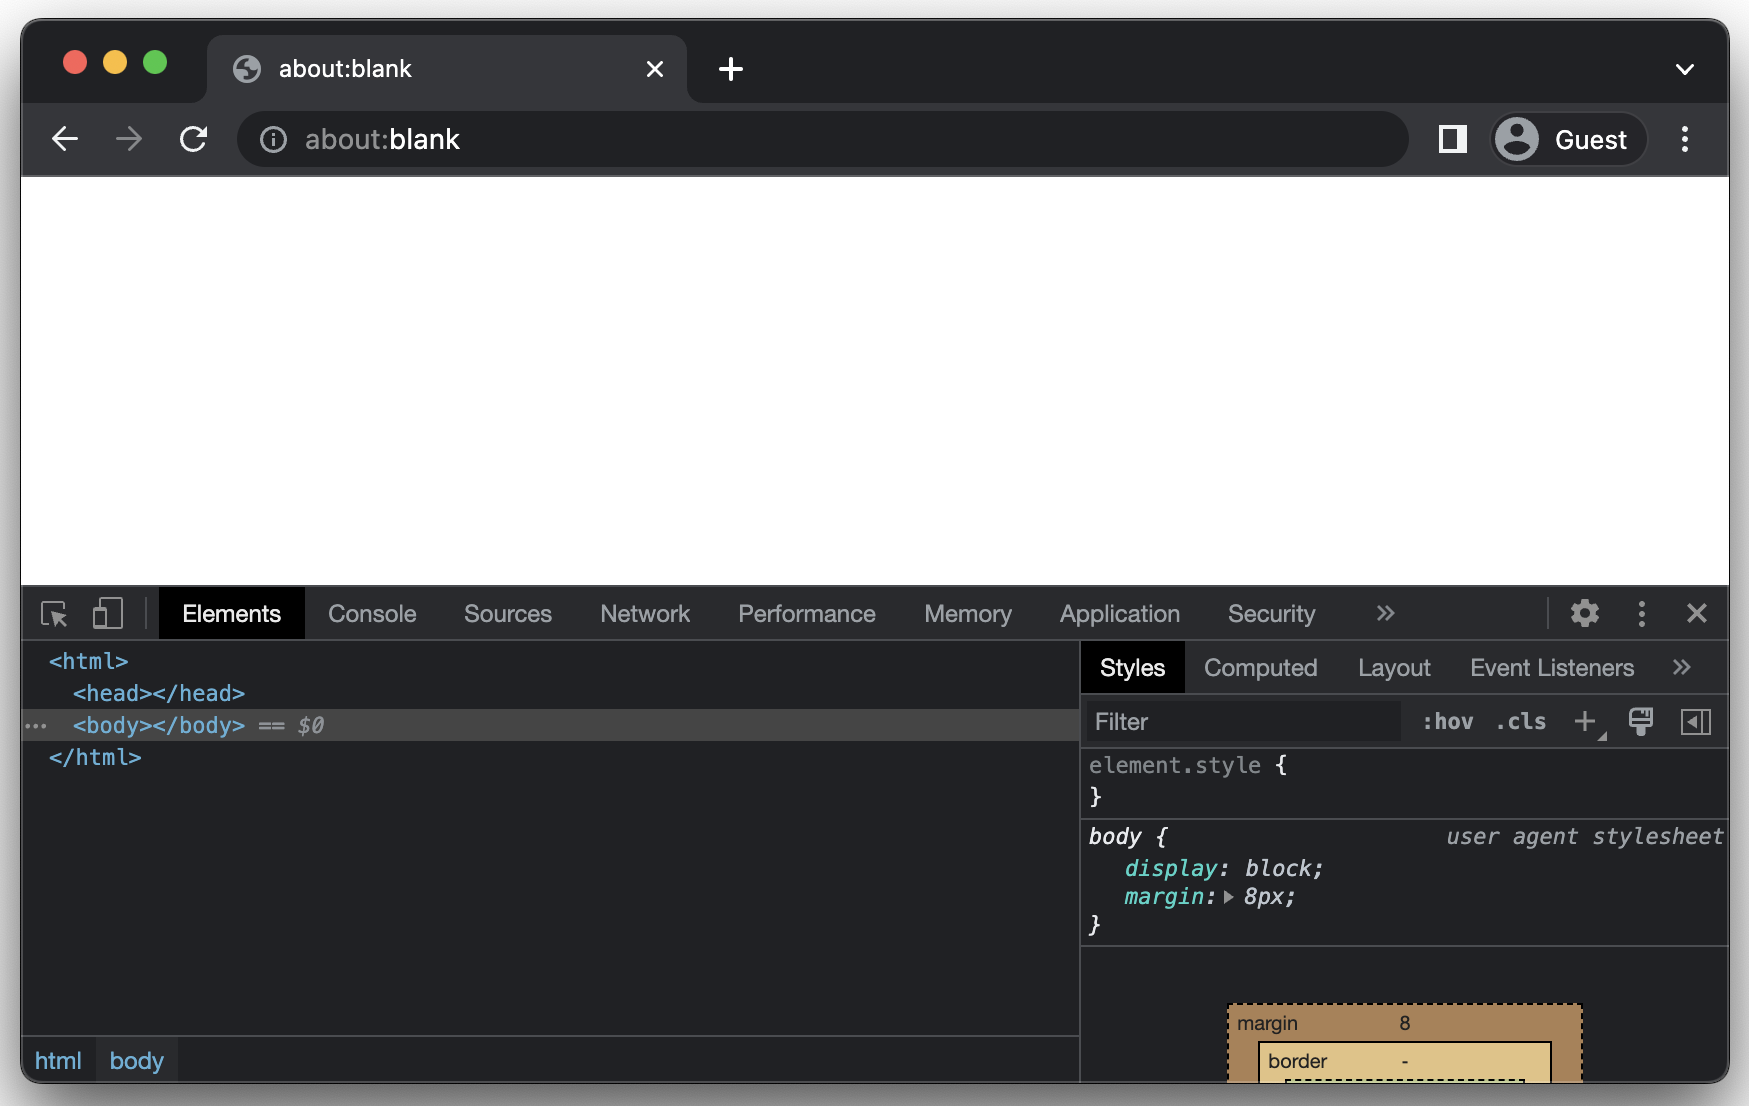 about:blank
about:blank
Guest
Elements Console Sources Network Performance Memory Application Security
<html>
<head></head>
<body></body> == $0
</html>
html body
Styles Computed Layout Event Listeners
Filter :hov .cls
element.style {
}
body { user agent stylesheet
display: block;
margin: 8px;
}
margin 8
border -